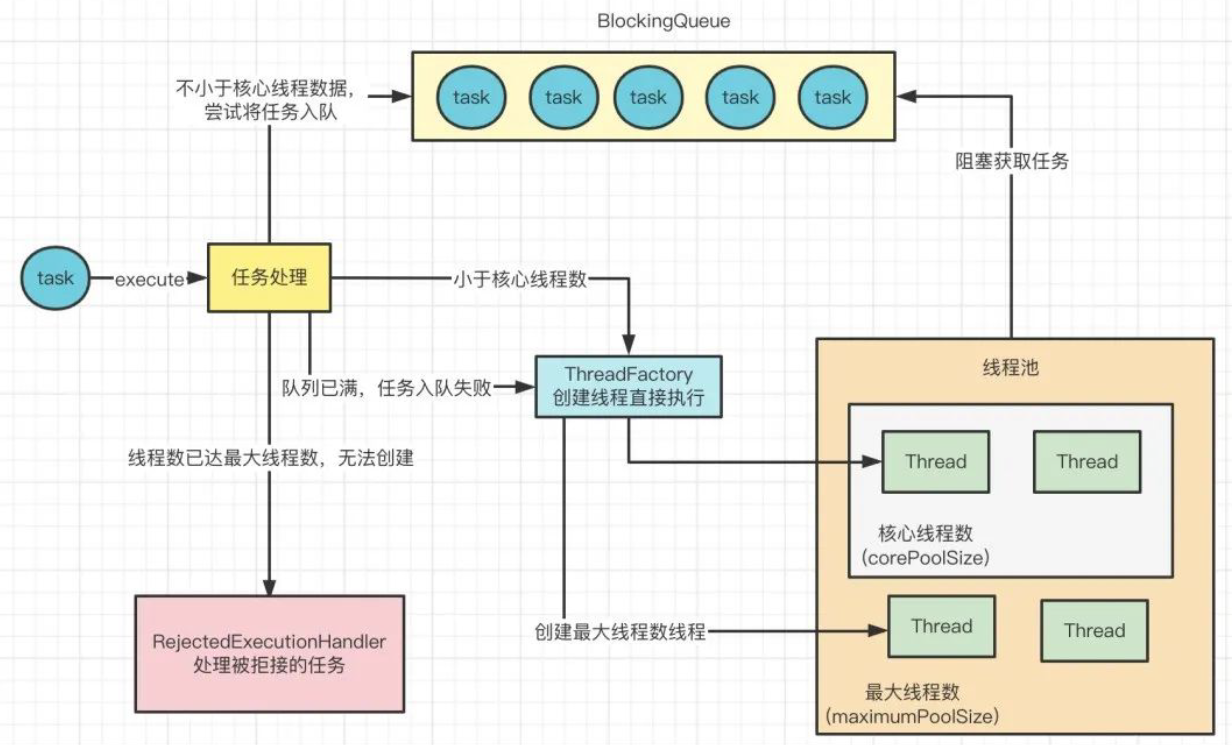 BlockingQueue
不小于核心线程数据，
尝试将任务入队
task
task
task
task
task
阻塞获取任务
task
execute
任务处理
小于核心线程数
ThreadFactory
创建线程直接执行
队列已满，任务入队失败
线程池
线程数已达最大线程数，无法创建
Thread
Thread
核心线程数
(corePoolSize)
RejectedExecutionHandler
处理被拒接的任务
创建最大线程数线程
Thread
Thread
最大线程数
(maximumPoolSize)